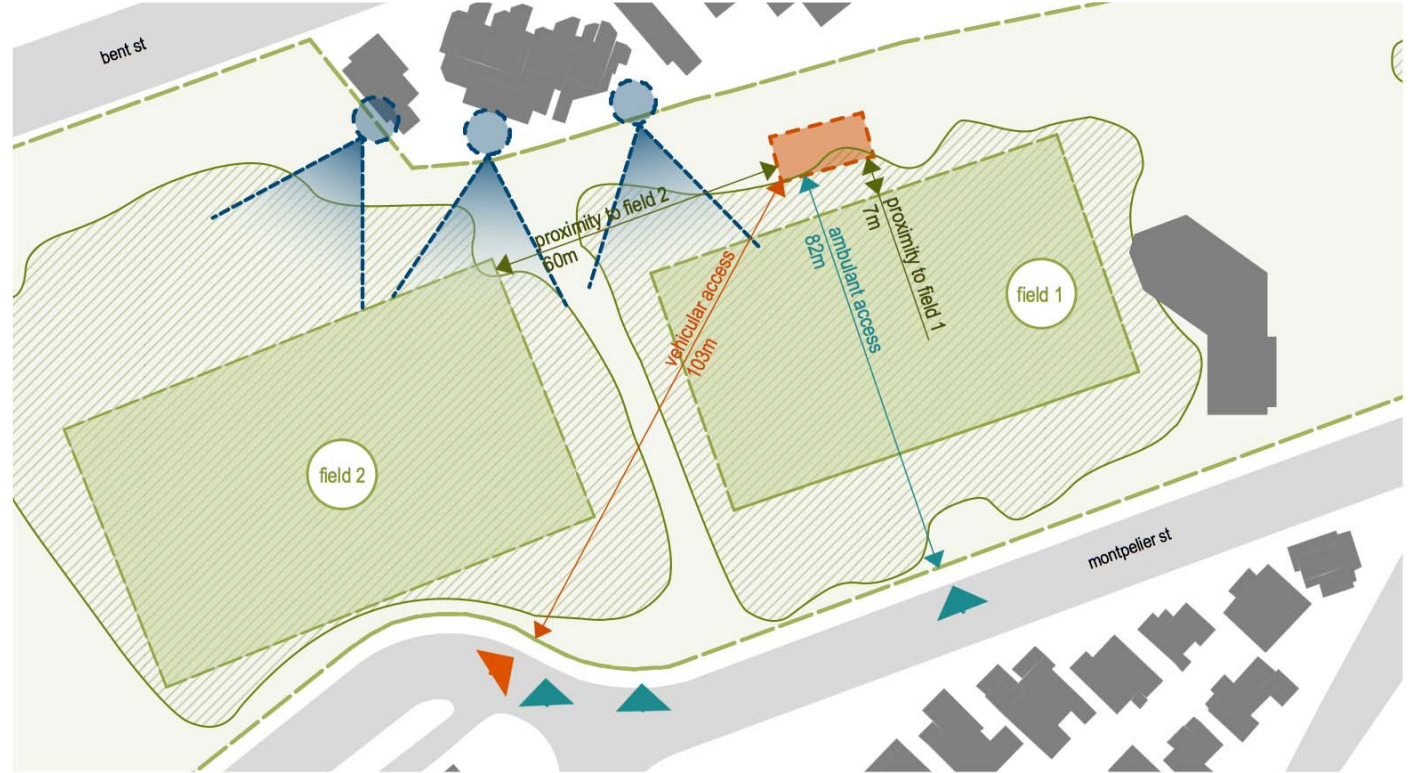 bent st
proximity to field 2
60m
vehicular access
103m
ambulant access
82m
proximity to field 1
7m
field 1
field 2
montpelier st